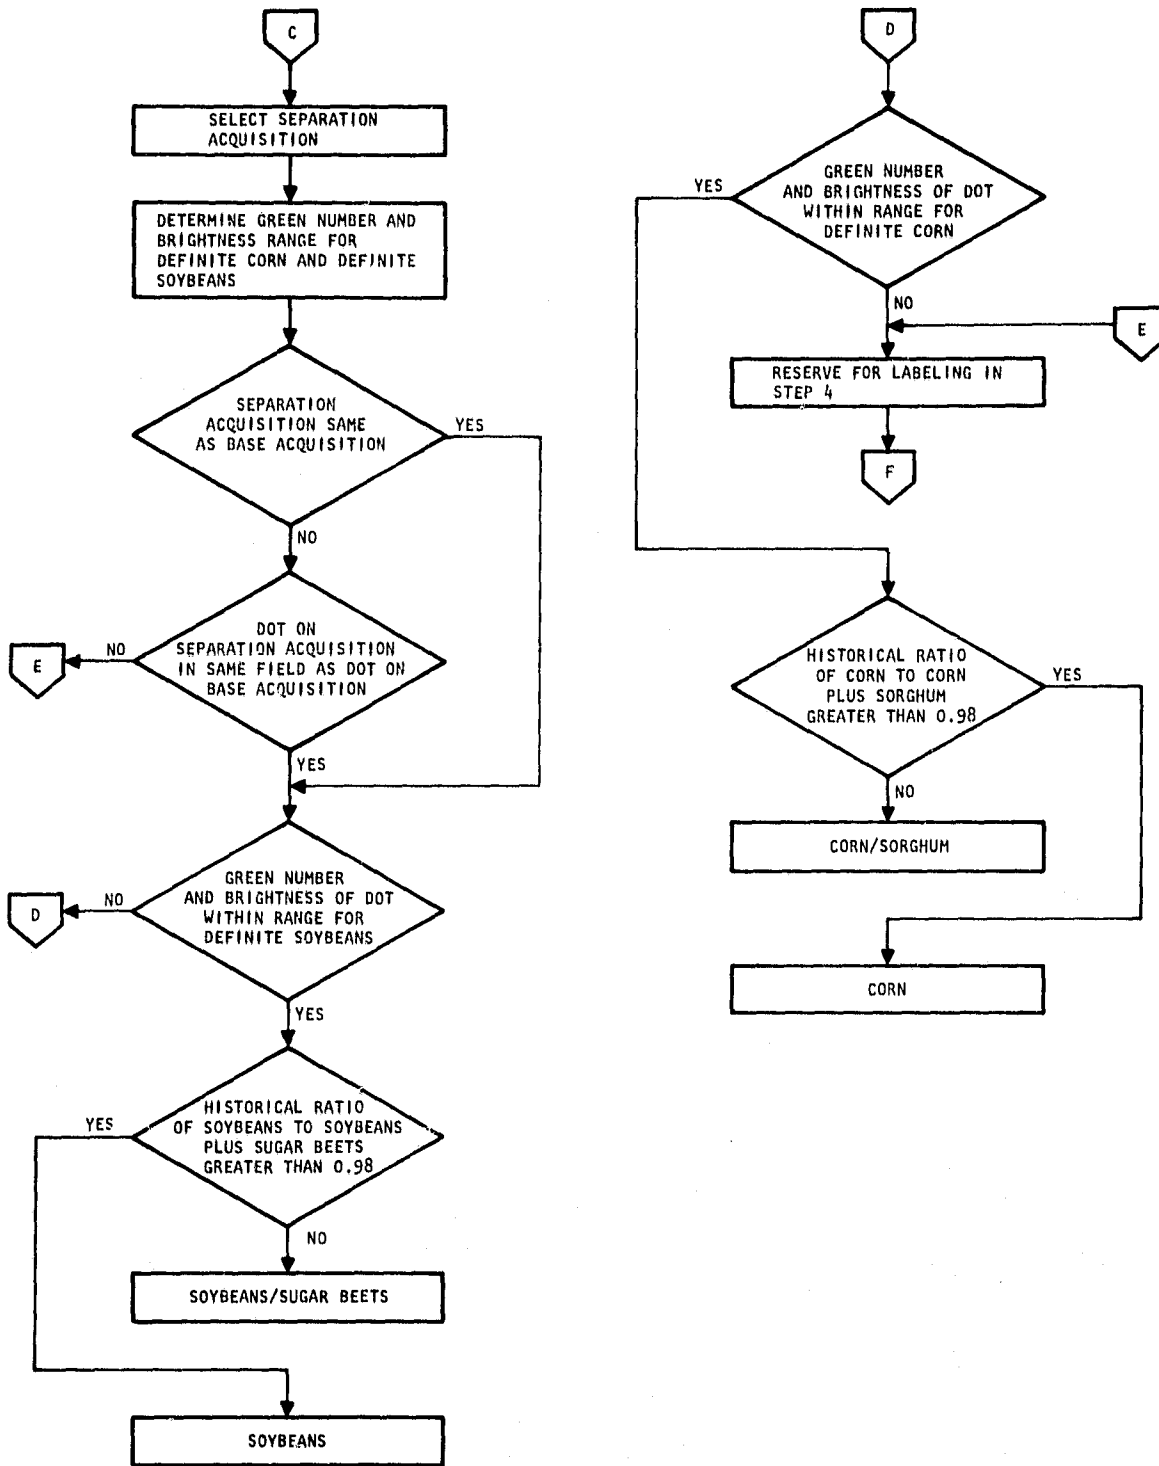 C
SELECT SEPARATION
ACQUISITION
DETERMINE GREEN NUMBER AND
BRIGHTNESS RANGE FOR
DEFINITE CORN AND DEFINITE
SOYBEANS
SEPARATION
ACQUISITION SAME
AS BASE ACQUISITION
YES
NO
DOT ON
SEPARATION ACQUISITION
IN SAME FIELD AS DOT ON
BASE ACQUISITION
NO
E
YES
GREEN NUMBER
AND BRIGHTNESS OF DOT
WITHIN RANGE FOR
DEFINITE SOYBEANS
NO
D
YES
HISTORICAL RATIO
OF SOYBEANS TO SOYBEANS
PLUS SUGAR BEETS
GREATER THAN 0.98
YES
NO
SOYBEANS/SUGAR BEETS
SOYBEANS
D
GREEN NUMBER
AND BRIGHTNESS OF DOT
WITHIN RANGE FOR
DEFINITE CORN
YES
NO
E
RESERVE FOR LABELING IN
STEP 4
F
HISTORICAL RATIO
OF CORN TO CORN
PLUS SORGHUM
GREATER THAN 0.98
YES
NO
CORN/SORGHUM
CORN